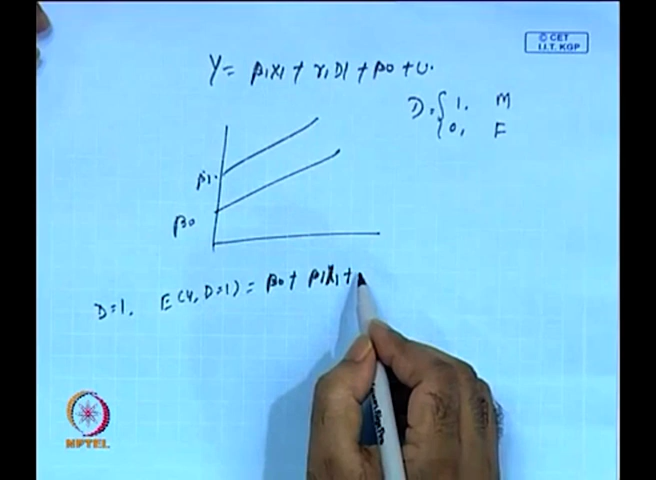 © CET
I.I.T. KGP
Y = β1X1 + γ1D1 + β0 + U.
D = { 1, M
0, F
β1.
β0
D=1, E(Y, D=1) = β0 + β1X1 +
NPTEL